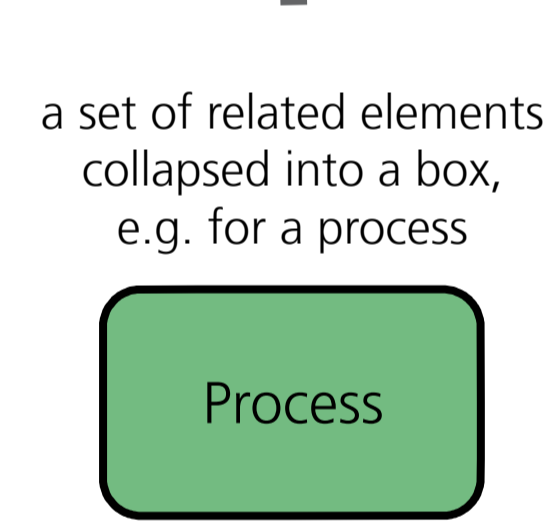 a set of related elements
collapsed into a box,
e.g. for a process
Process